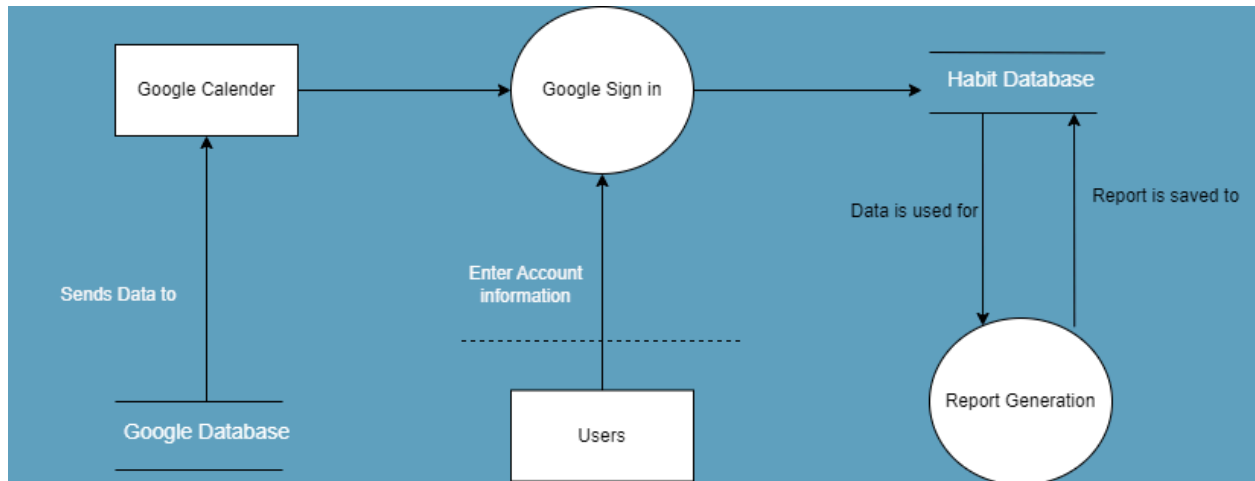 Google Calender
Google Sign in
Habit Database
Data is used for
Report is saved to
Sends Data to
Enter Account
information
Google Database
Users
Report Generation